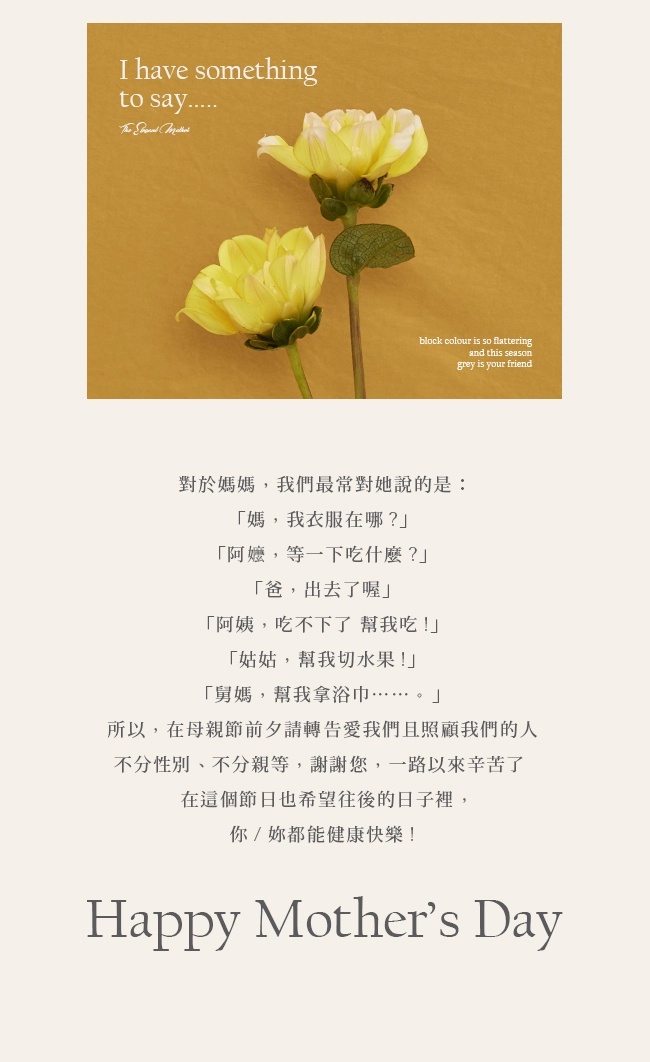 I have something
to say.....
block colour is so flattering
and this season
grey is your friend
對於媽媽，我們最常對她說的是：
「媽，我衣服在哪？」
「阿嬤，等一下吃什麼？」
「爸，出去了喔」
「阿姨，吃不下了 幫我吃！」
「姑姑，幫我切水果！」
「舅媽，幫我拿浴巾⋯⋯。」
所以，在母親節前夕請轉告愛我們且照顧我們的人
不分性別、不分親等，謝謝您，一路以來辛苦了
在這個節日也希望往後的日子裡，
你 / 妳都能健康快樂！
Happy Mother’s Day